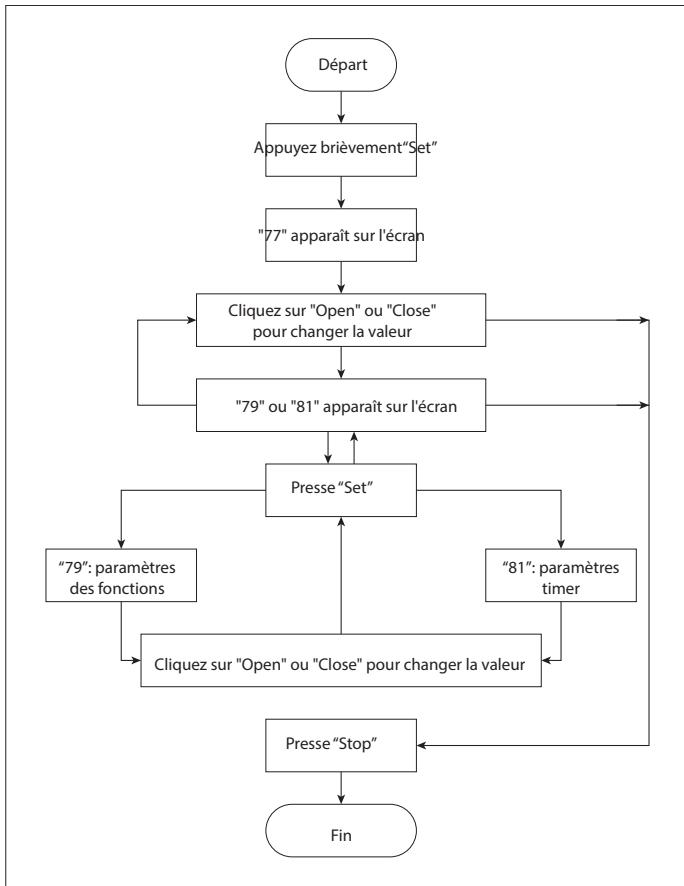 Départ
Appuyez brièvement“Set”
"77" apparaît sur l'écran
Cliquez sur "Open" ou "Close"
pour changer la valeur
"79" ou "81" apparaît sur l'écran
Presse “Set”
“79”: paramètres
des fonctions
“81”: paramètres
timer
Cliquez sur "Open" ou "Close" pour changer la valeur
Presse “Stop”
Fin